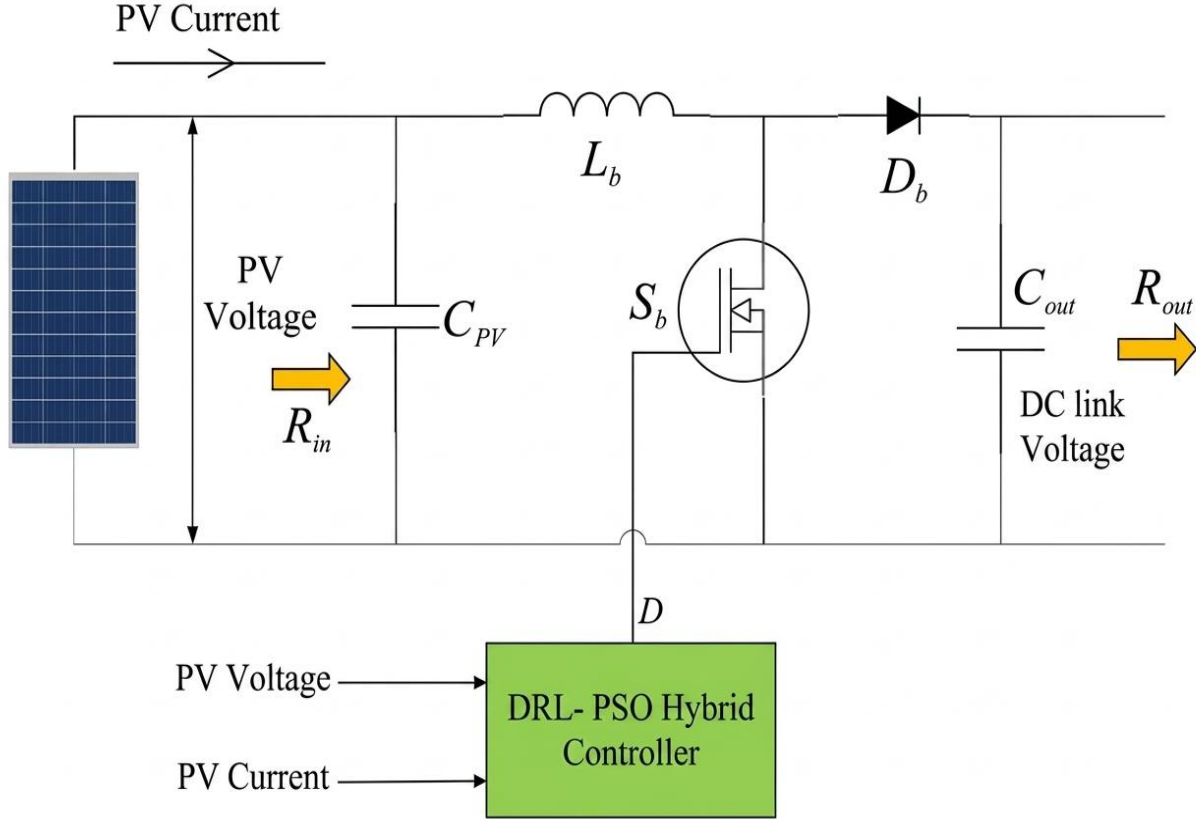 PV Current
L_b
D_b
PV
Voltage
C_PV
R_in
S_b
C_out
R_out
DC link
Voltage
D
PV Voltage
PV Current
DRL- PSO Hybrid
Controller